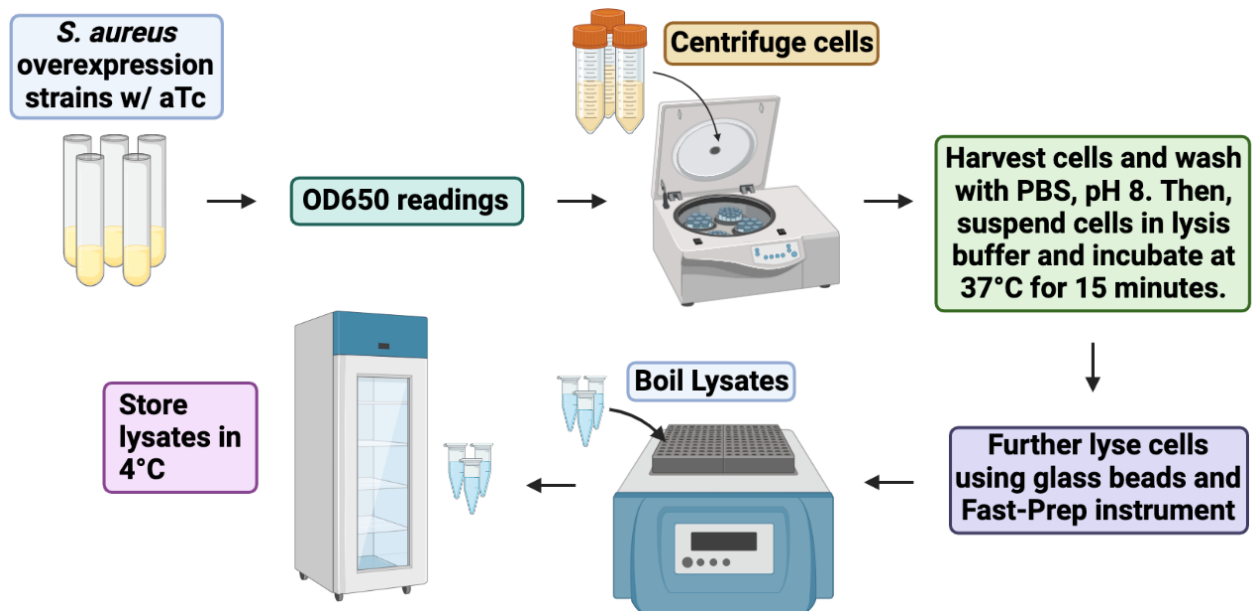 S. aureus
overexpression
strains w/ aTc
OD650 readings
Centrifuge cells
Harvest cells and wash
with PBS, pH 8. Then,
suspend cells in lysis
buffer and incubate at
37°C for 15 minutes.
Further lyse cells
using glass beads and
Fast-Prep instrument
Boil Lysates
Store
lysates in
4°C